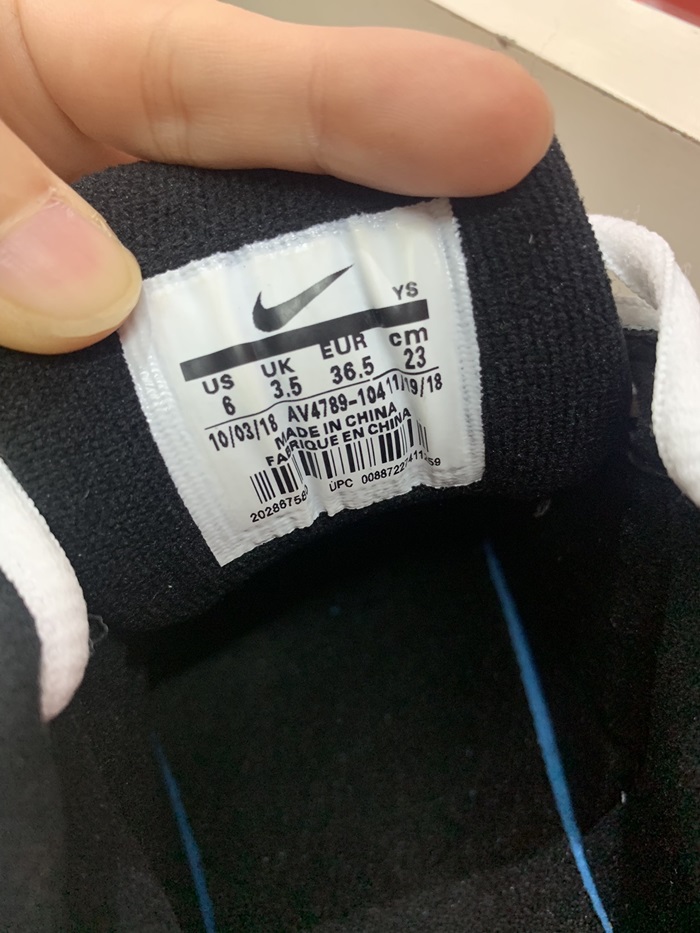 YS
US UK EUR cm
6 3.5 36.5 23
10/03/18 AV4789-104 11/19/18
MADE IN CHINA
FABRIQUE EN CHINA
UPC